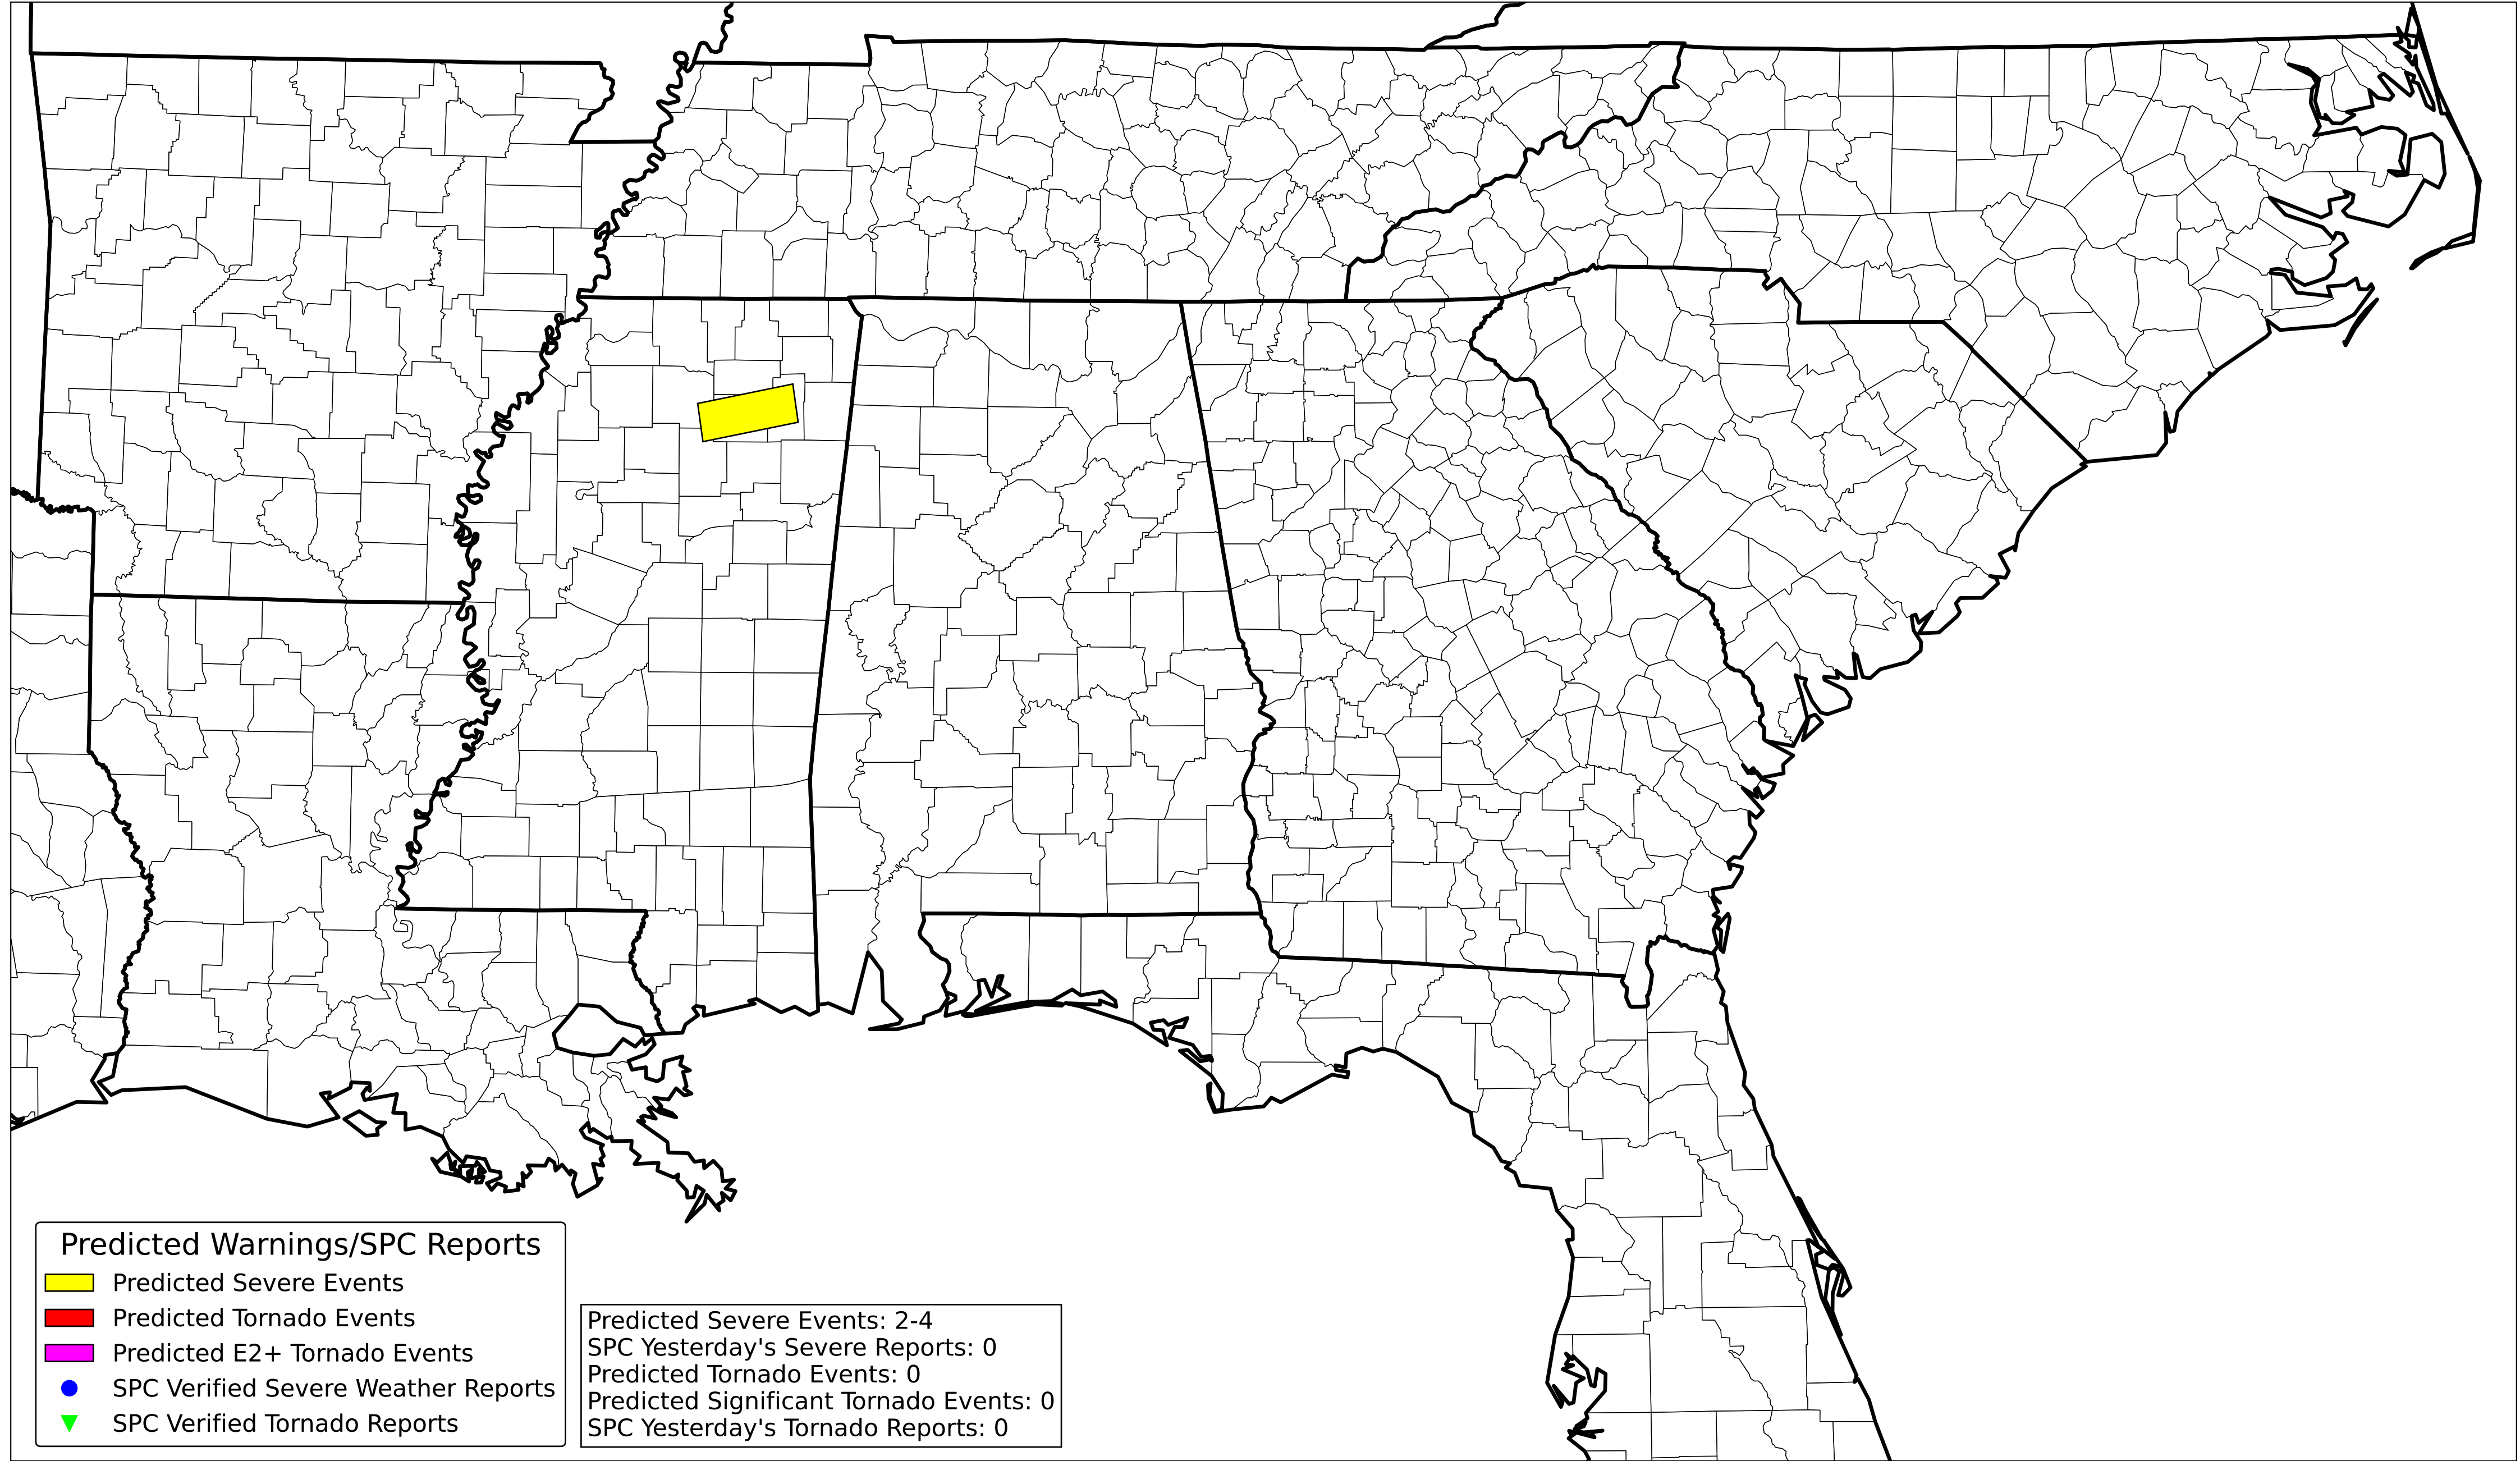 Predicted Warnings/SPC Reports
Predicted Severe Events
Predicted Tornado Events
Predicted E2+ Tornado Events
SPC Verified Severe Weather Reports
SPC Verified Tornado Reports
Predicted Severe Events: 2-4
SPC Yesterday's Severe Reports: 0
Predicted Tornado Events: 0
Predicted Significant Tornado Events: 0
SPC Yesterday's Tornado Reports: 0